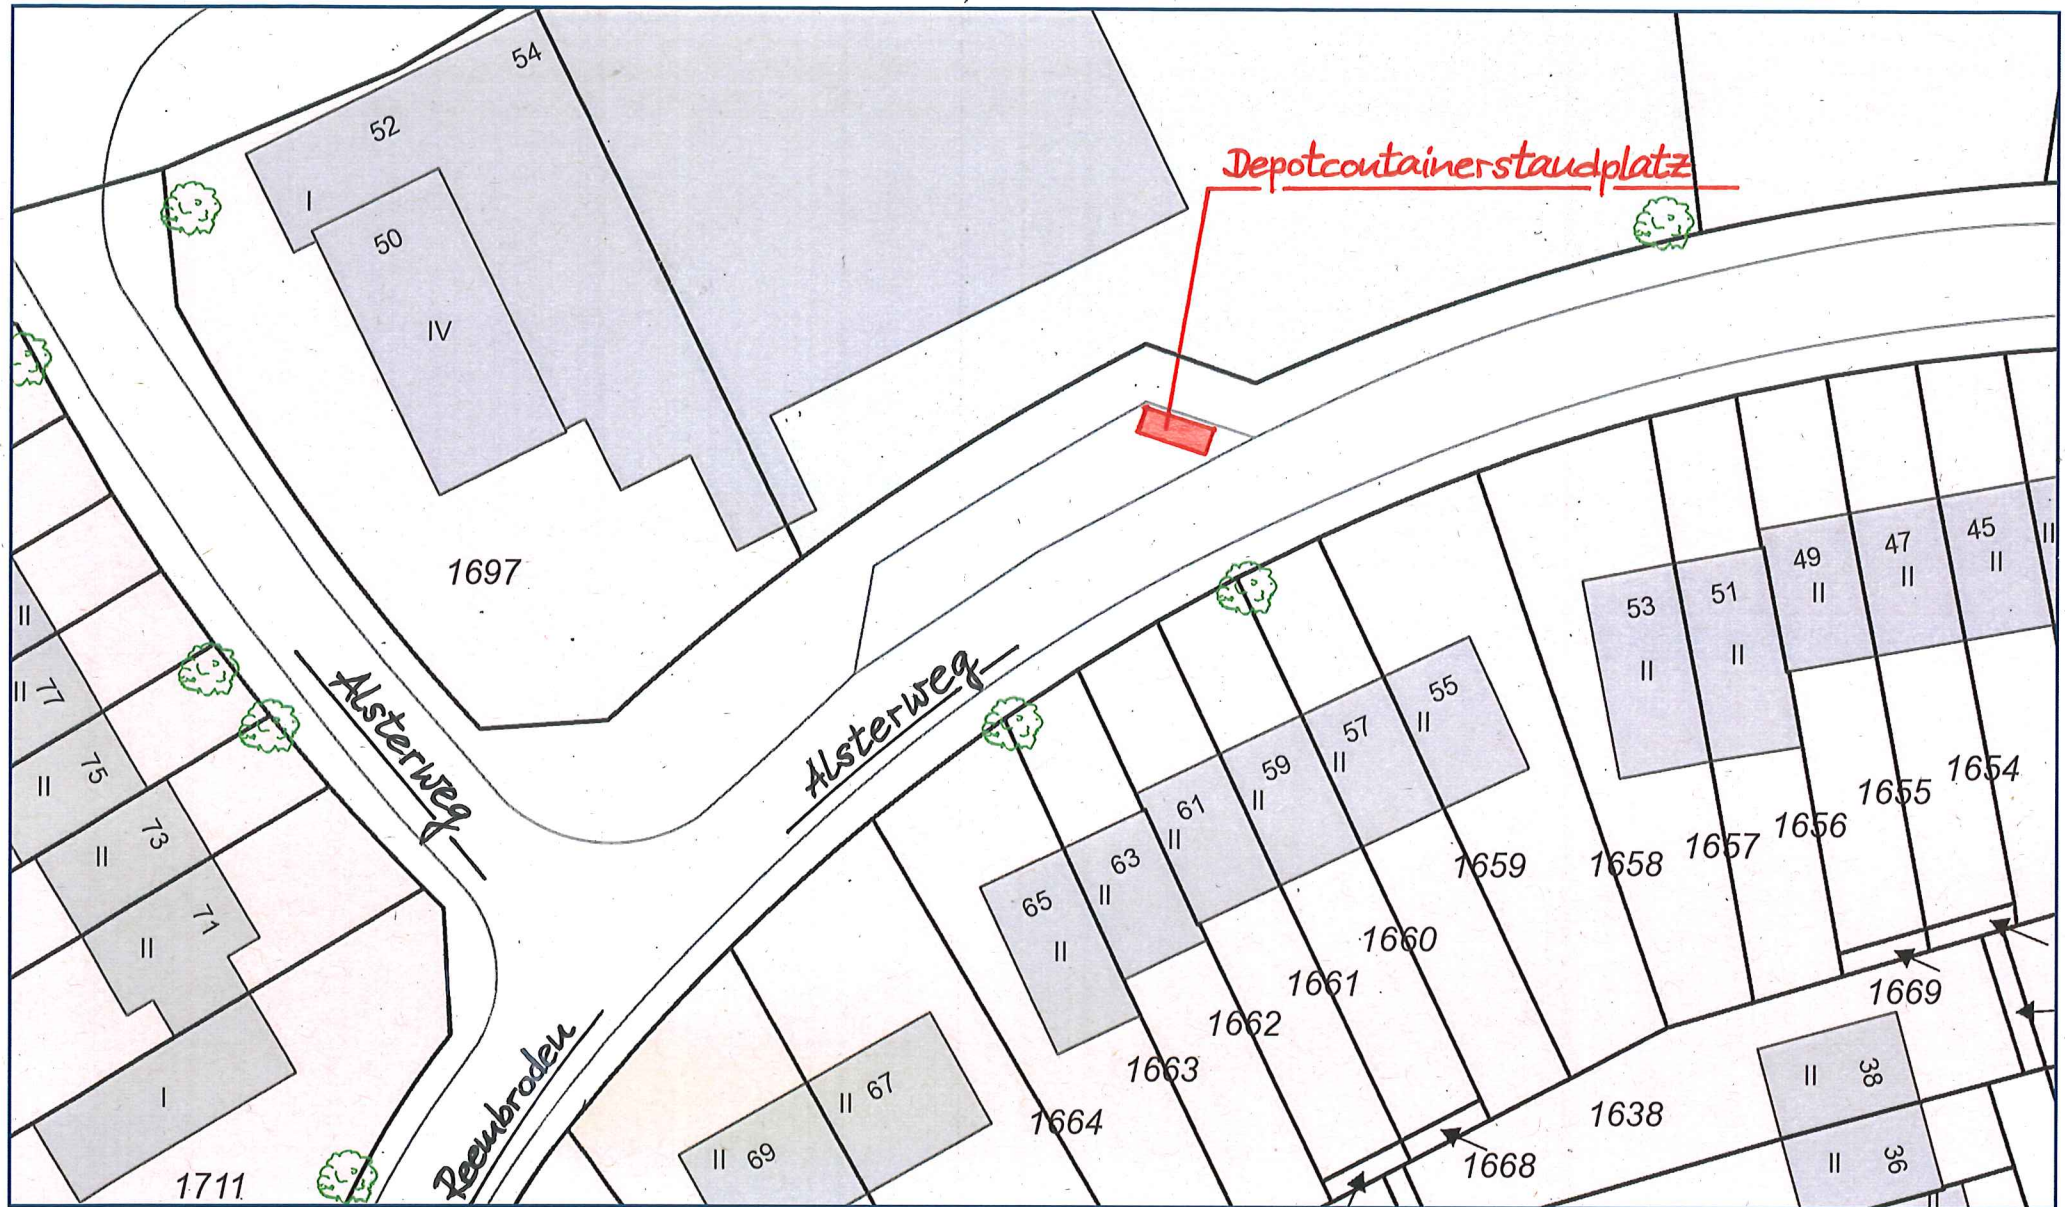 54
52
Depotcontainerstandplatz
I
50
IV
1697
49
II
47
II
45
II
II
53
II
51
II
II
II
77
Alsterweg
Alsterweg
55
II
57
II
59
II
61
II
63
II
65
II
75
II
73
II
71
II
1654
1655
1656
1657
1658
1659
1660
1661
1662
1663
1664
1669
1638
1668
38
II
36
II
II
I
1711
Reembroden
II 67
II 69